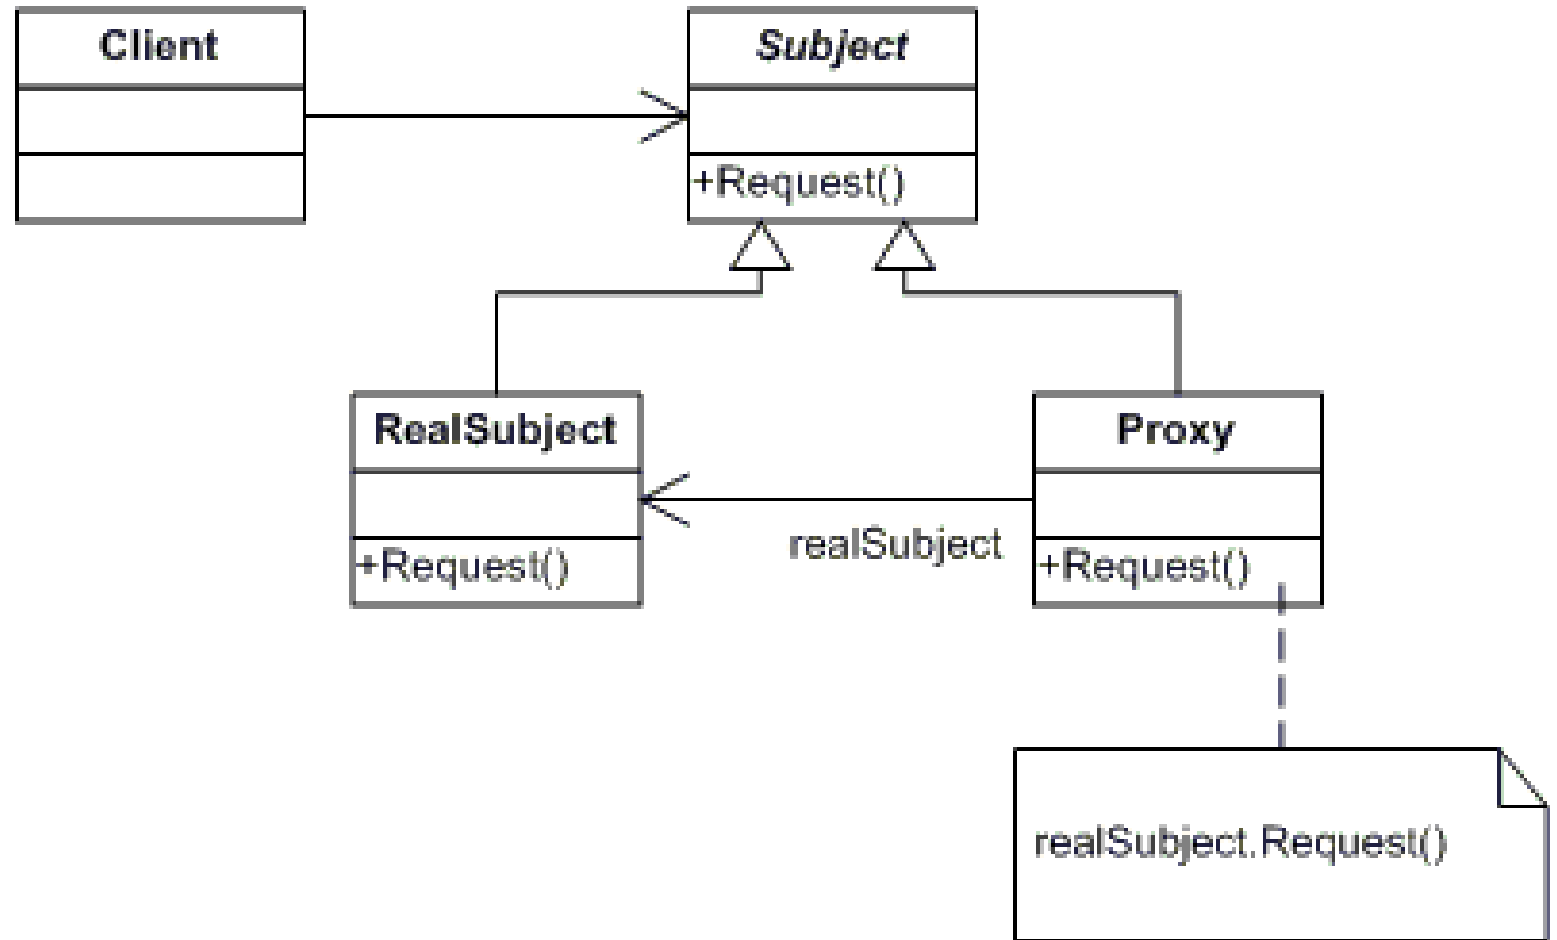 Client
Subject
+Request()
RealSubject
Proxy
realSubject
+Request()
+Request()
realSubject.Request()